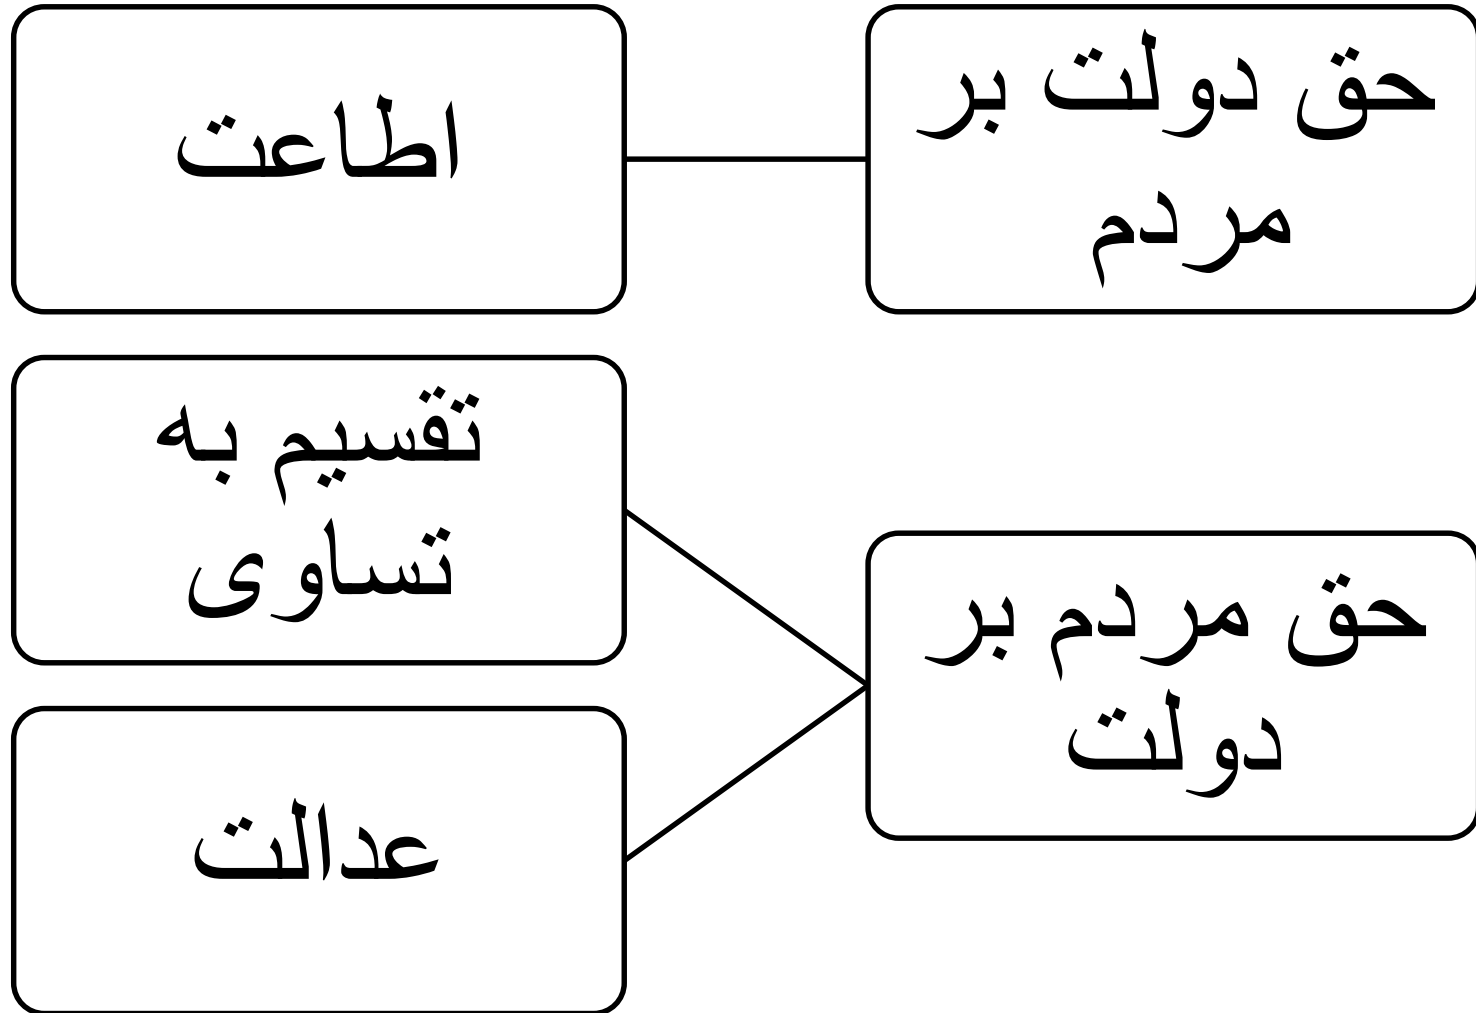 حق دولت بر
مردم
اطاعت
حق مردم بر
دولت
تقسیم به
تساوی
عدالت